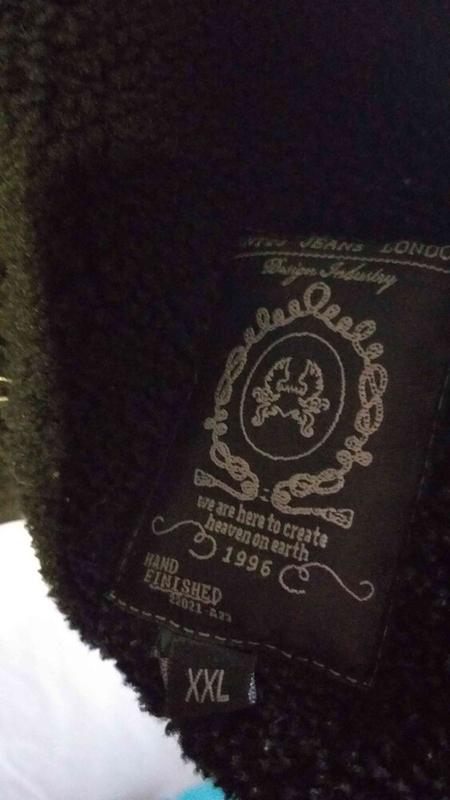 JEANS LONDO
Design Industry
we are here to create
heaven on earth
1996
HAND
FINISHED
XXL